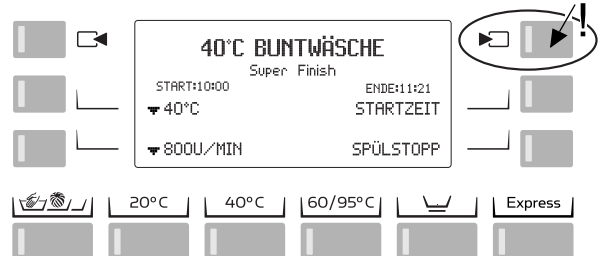 !
40°C BUNTWÄSCHE
Super Finish
START:10:00 ENDE:11:21
40°C STARTZEIT
800U/MIN SPÜLSTOPP
20°C 40°C 60/95°C Express